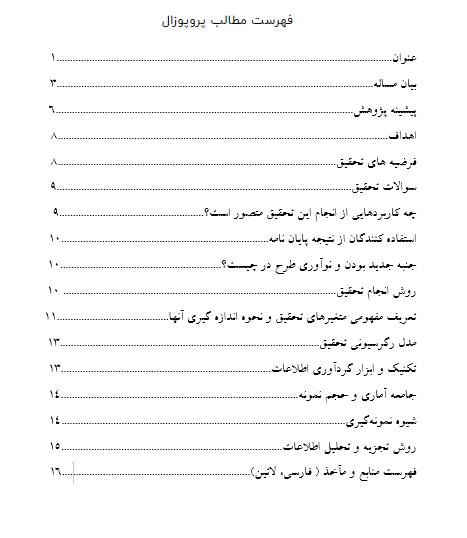 فهرست مطالب پروپوزال
عنوان..........۱
بیان مساله..........۳
پیشینه پژوهش..........۶
اهداف..........۸
فرضیه های تحقیق..........۸
سوالات تحقیق..........۹
چه کاربردهایی از انجام این تحقیق متصور است؟..........۹
استفاده کنندگان از نتیجه پایان نامه..........۱۰
جنبه جدید بودن و نوآوری طرح در چیست؟..........۱۰
روش انجام تحقیق..........۱۰
تعریف مفهومی متغیرهای تحقیق و نحوه اندازه گیری آنها..........۱۱
مدل رگرسیونی تحقیق..........۱۳
تکنیک و ابزار گردآوری اطلاعات..........۱۳
جامعه آماری و حجم نمونه..........۱۴
شیوه نمونه‌گیری..........۱۴
روش تجزیه و تحلیل اطلاعات..........۱۵
فهرست منابع و مآخذ ( فارسی، لاتین)..........۱۶